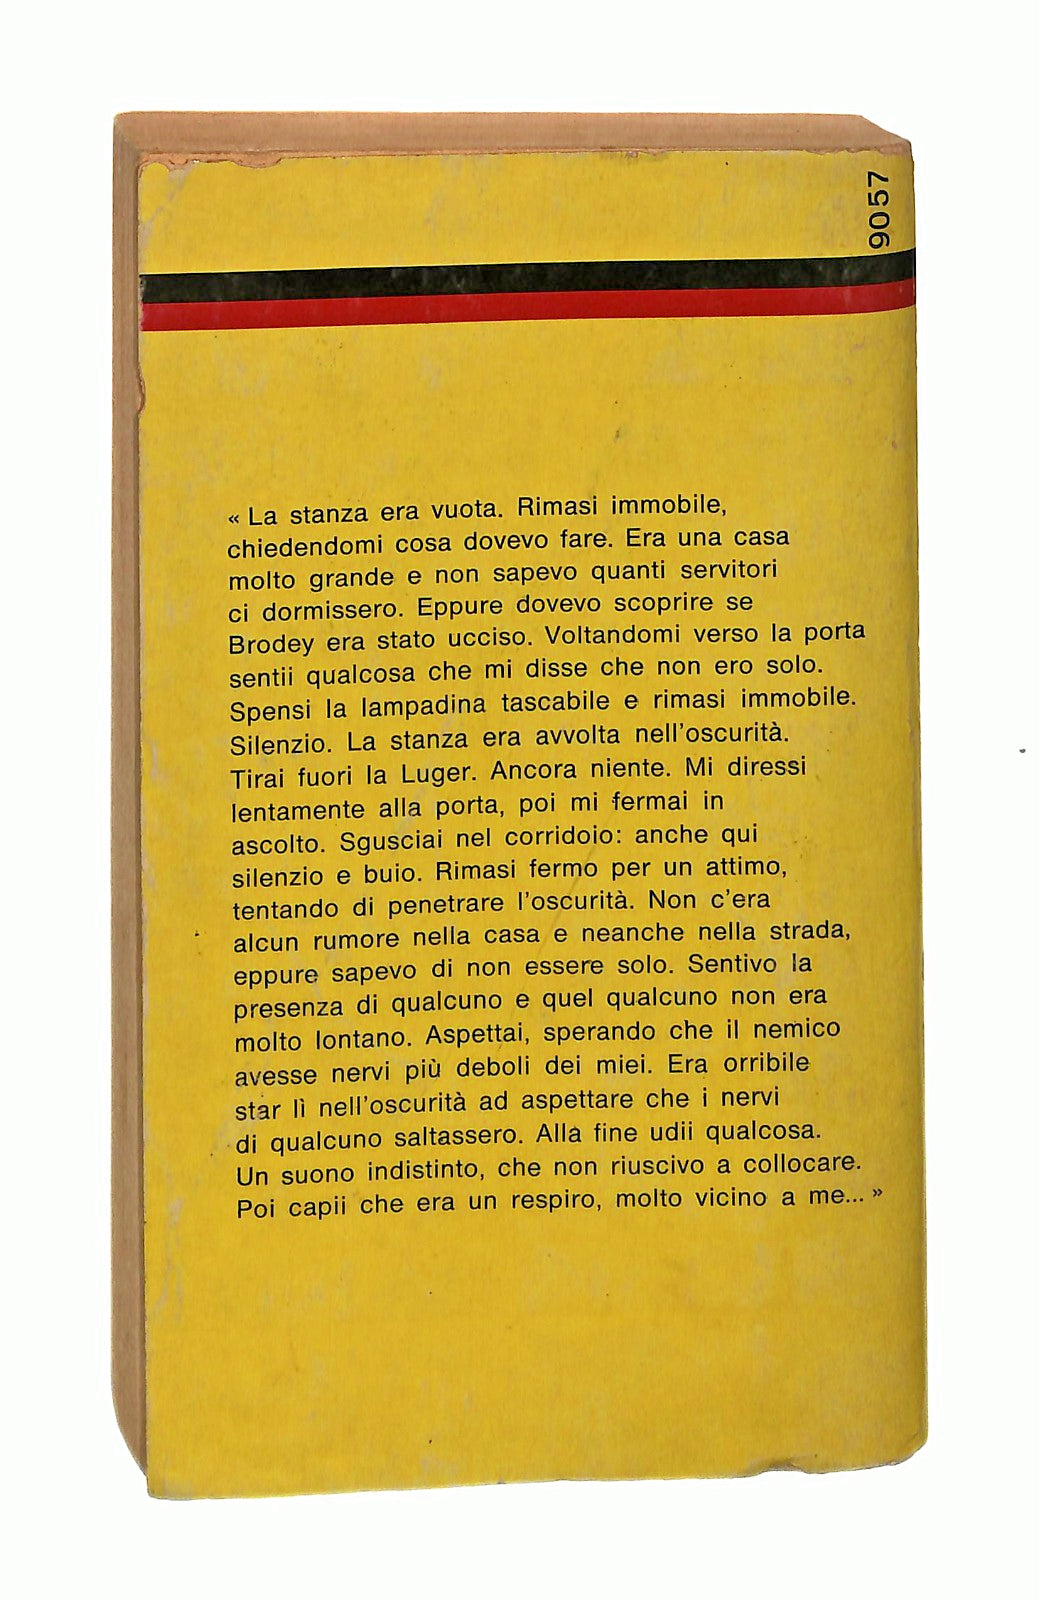 9057
« La stanza era vuota. Rimasi immobile,
chiedendomi cosa dovevo fare. Era una casa
molto grande e non sapevo quanti servitori
ci dormissero. Eppure dovevo scoprire se
Brodey era stato ucciso. Voltandomi verso la porta
sentii qualcosa che mi disse che non ero solo.
Spensi la lampadina tascabile e rimasi immobile.
Silenzio. La stanza era avvolta nell'oscurità.
Tirai fuori la Luger. Ancora niente. Mi diressi
lentamente alla porta, poi mi fermai in
ascolto. Sgusciai nel corridoio: anche qui
silenzio e buio. Rimasi fermo per un attimo,
tentando di penetrare l'oscurità. Non c'era
alcun rumore nella casa e neanche nella strada,
eppure sapevo di non essere solo. Sentivo la
presenza di qualcuno e quel qualcuno non era
molto lontano. Aspettai, sperando che il nemico
avesse nervi più deboli dei miei. Era orribile
star lì nell'oscurità ad aspettare che i nervi
di qualcuno saltassero. Alla fine udii qualcosa.
Un suono indistinto, che non riuscivo a collocare.
Poi capii che era un respiro, molto vicino a me... »